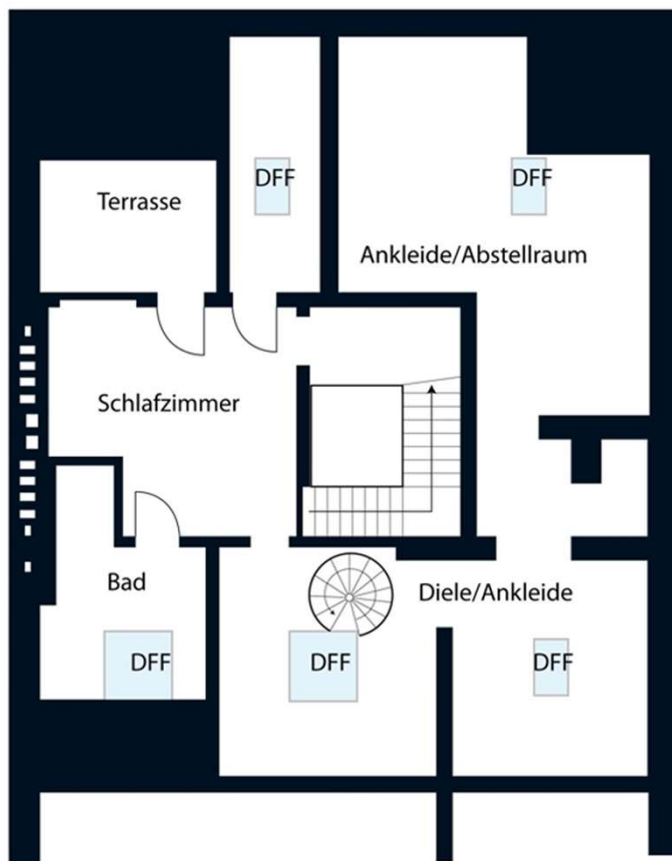 DFF
DFF
Terrasse
Ankleide/Abstellraum
Schlafzimmer
Bad
Diele/Ankleide
DFF
DFF
DFF